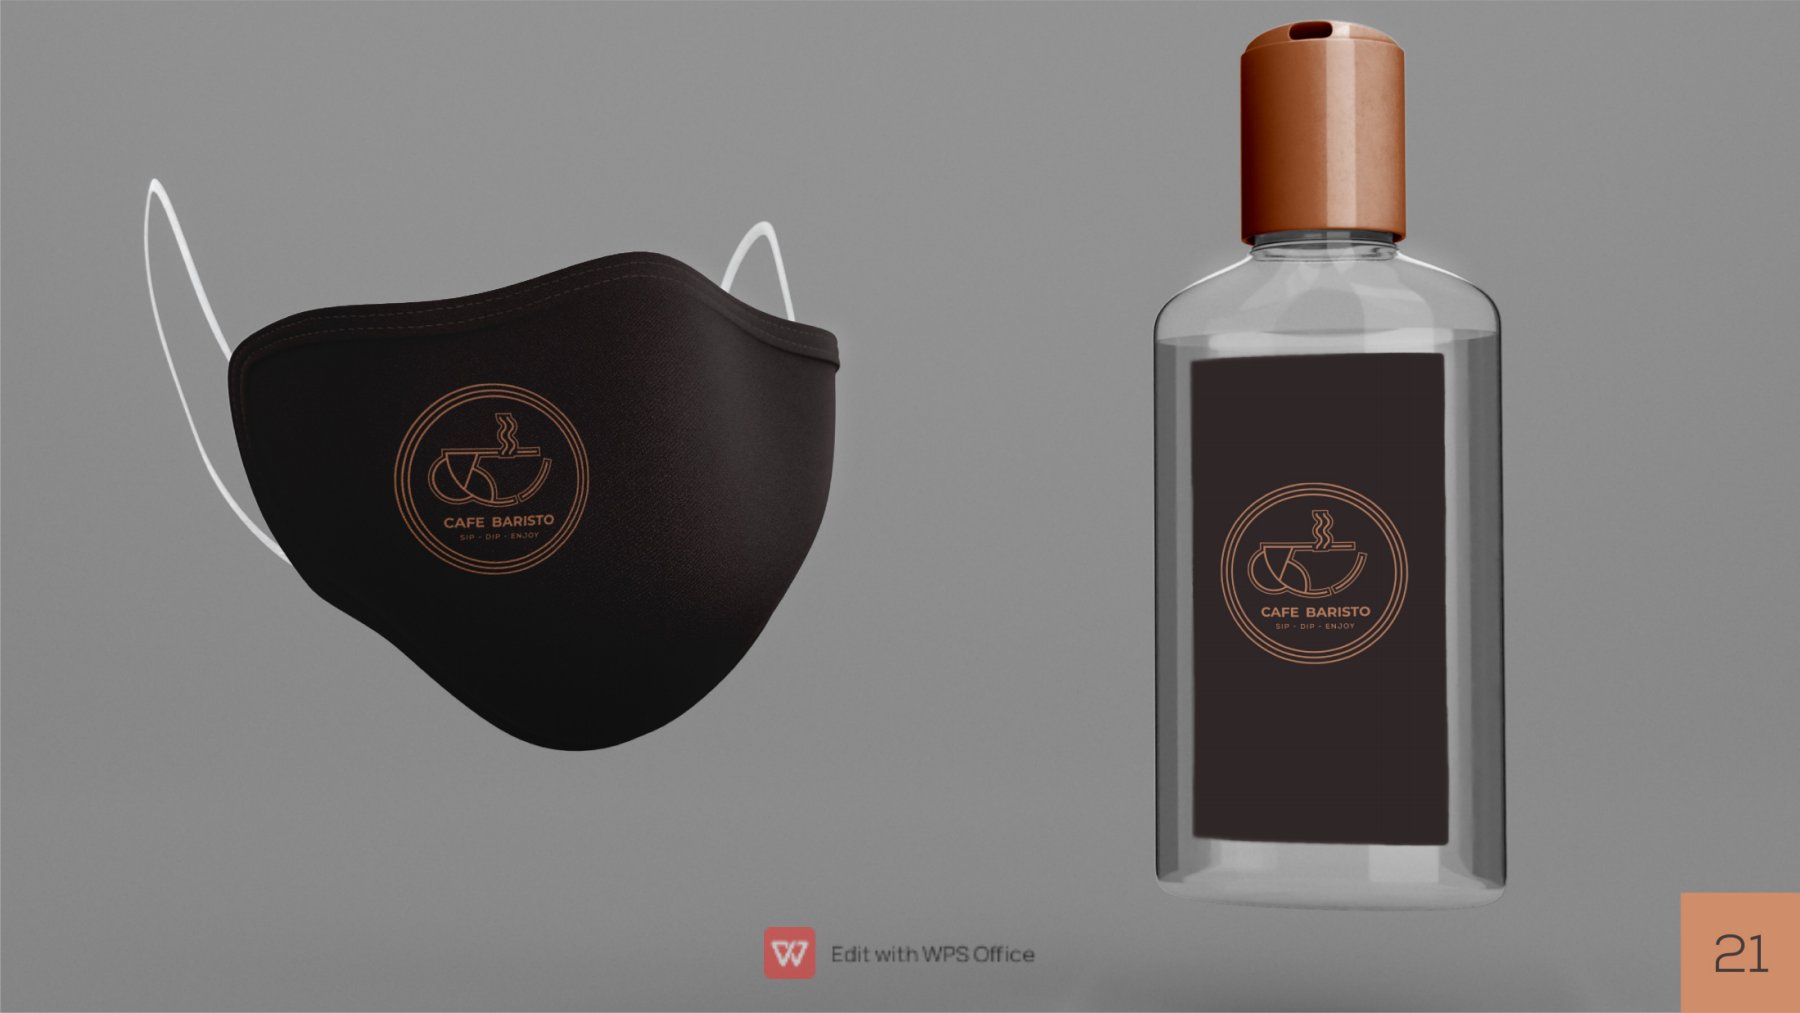 CAFE BARISTO
SIP - DIP - ENJOY
CAFE BARISTO
SIP - DIP - ENJOY
Edit with WPS Office
21